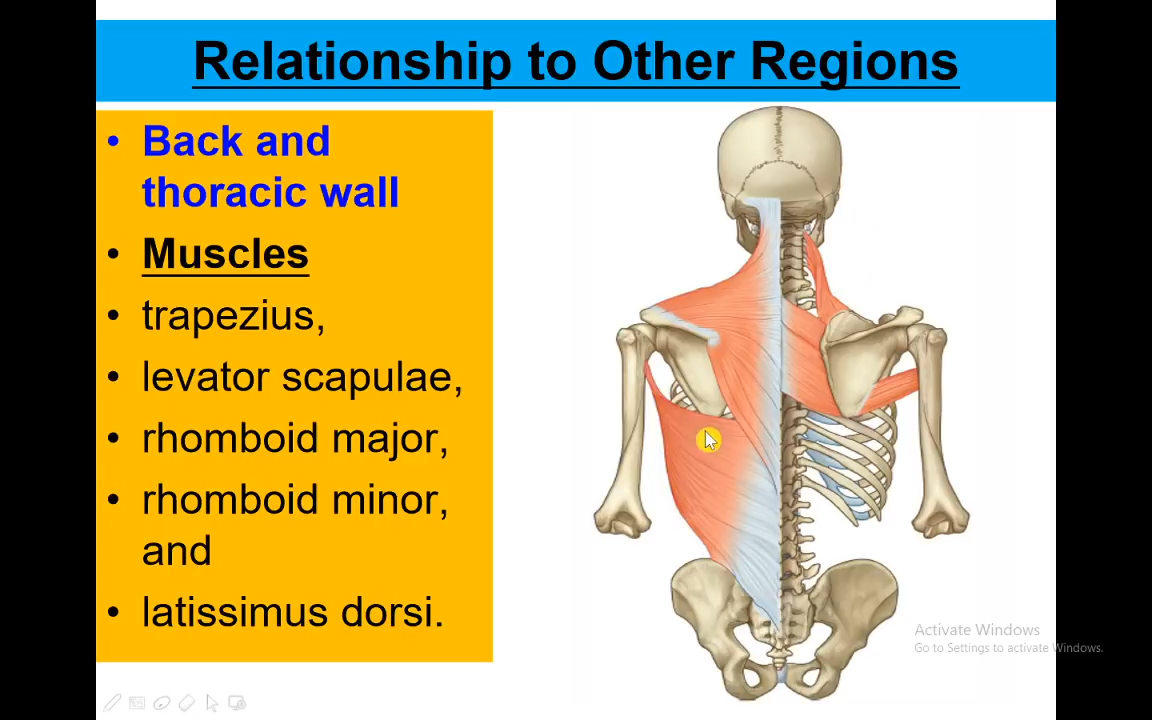 Relationship to Other Regions
• Back and
thoracic wall
• Muscles
• trapezius,
• levator scapulae,
• rhomboid major,
• rhomboid minor,
and
• latissimus dorsi.
Activate Windows
Go to Settings to activate Windows.